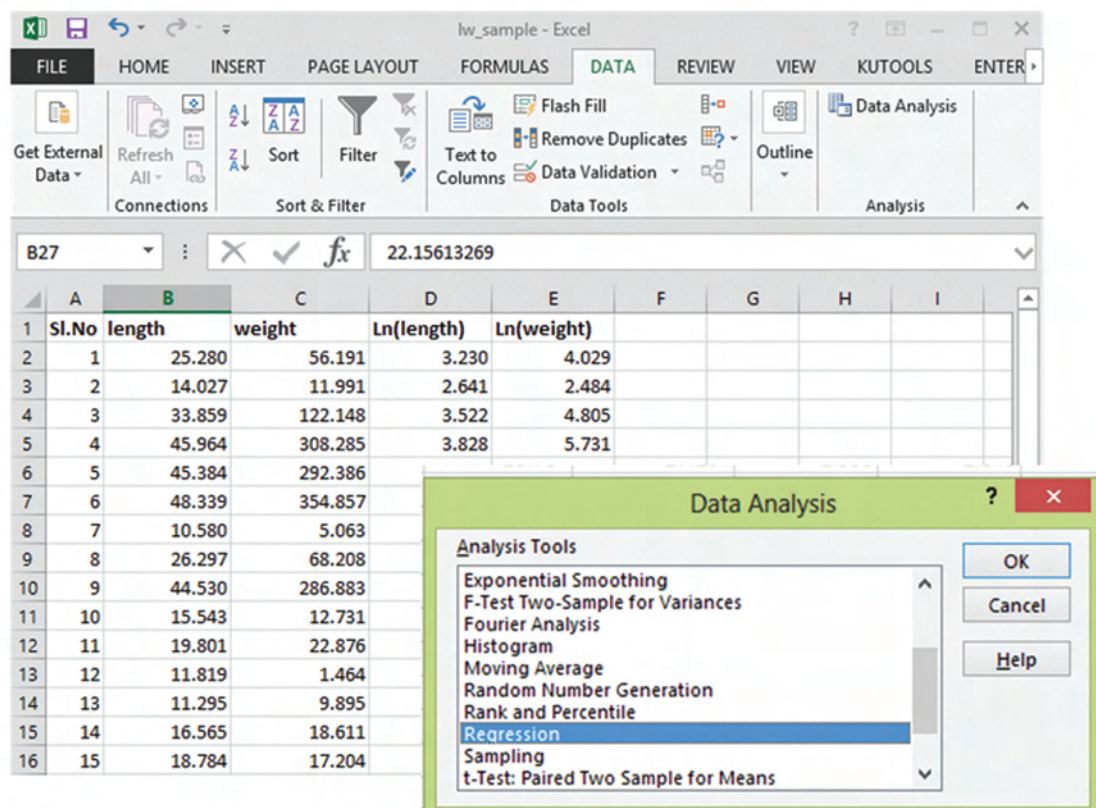 lw_sample - Excel
?
FILE HOME INSERT PAGE LAYOUT FORMULAS DATA REVIEW VIEW KUTOOLS ENTER
Get External Data
Refresh All
Connections
Sort
Filter
Sort & Filter
Text to Columns
Flash Fill
Remove Duplicates
Data Validation
Data Tools
Outline
Data Analysis
Analysis
B27 fx 22.15613269
A B C D E F G H I
1 Sl.No length weight Ln(length) Ln(weight)
2 1 25.280 56.191 3.230 4.029
3 2 14.027 11.991 2.641 2.484
4 3 33.859 122.148 3.522 4.805
5 4 45.964 308.285 3.828 5.731
6 5 45.384 292.386
7 6 48.339 354.857
8 7 10.580 5.063
9 8 26.297 68.208
10 9 44.530 286.883
11 10 15.543 12.731
12 11 19.801 22.876
13 12 11.819 1.464
14 13 11.295 9.895
15 14 16.565 18.611
16 15 18.784 17.204
Data Analysis ?
Analysis Tools
Exponential Smoothing
F-Test Two-Sample for Variances
Fourier Analysis
Histogram
Moving Average
Random Number Generation
Rank and Percentile
Regression
Sampling
t-Test: Paired Two Sample for Means
OK
Cancel
Help